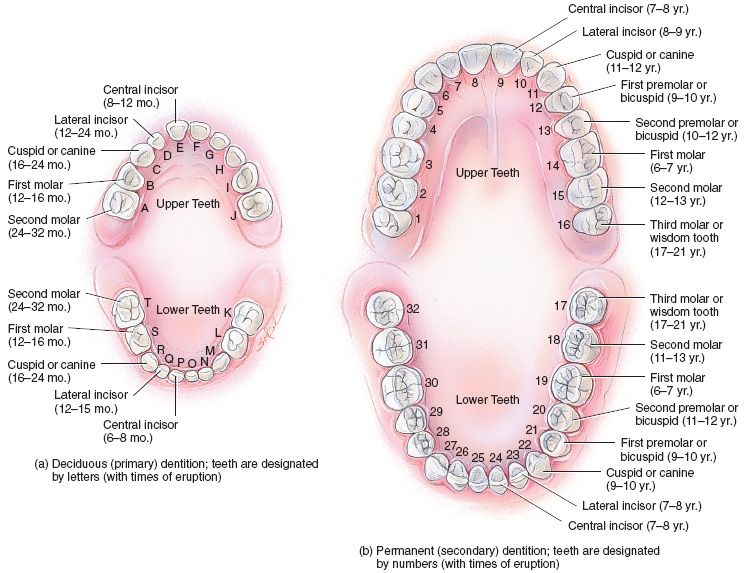 Central incisor
(8–12 mo.)
Lateral incisor
(12–24 mo.)
Cuspid or canine
(16–24 mo.)
First molar
(12–16 mo.)
Second molar
(24–32 mo.)
A
B
C
D
E
F
G
H
I
J
Upper Teeth
Second molar
(24–32 mo.)
First molar
(12–16 mo.)
Cuspid or canine
(16–24 mo.)
Lateral incisor
(12–15 mo.)
Central incisor
(6–8 mo.)
Lower Teeth
T
S
R
Q
P
O
N
M
L
K
(a) Deciduous (primary) dentition; teeth are designated
by letters (with times of eruption)
Central incisor (7–8 yr.)
Lateral incisor (8–9 yr.)
Cuspid or canine
(11–12 yr.)
First premolar or
bicuspid (9–10 yr.)
Second premolar or
bicuspid (10–12 yr.)
First molar
(6–7 yr.)
Second molar
(12–13 yr.)
Third molar or
wisdom tooth
(17–21 yr.)
1
2
3
4
5
6
7
8
9
10
11
12
13
14
15
16
Upper Teeth
Third molar or
wisdom tooth
(17–21 yr.)
Second molar
(11–13 yr.)
First molar
(6–7 yr.)
Second premolar or
bicuspid (11–12 yr.)
First premolar or
bicuspid (9–10 yr.)
Cuspid or canine
(9–10 yr.)
Lateral incisor (7–8 yr.)
Central incisor (7–8 yr.)
17
18
19
20
21
22
23
24
25
26
27
28
29
30
31
32
Lower Teeth
(b) Permanent (secondary) dentition; teeth are designated
by numbers (with times of eruption)